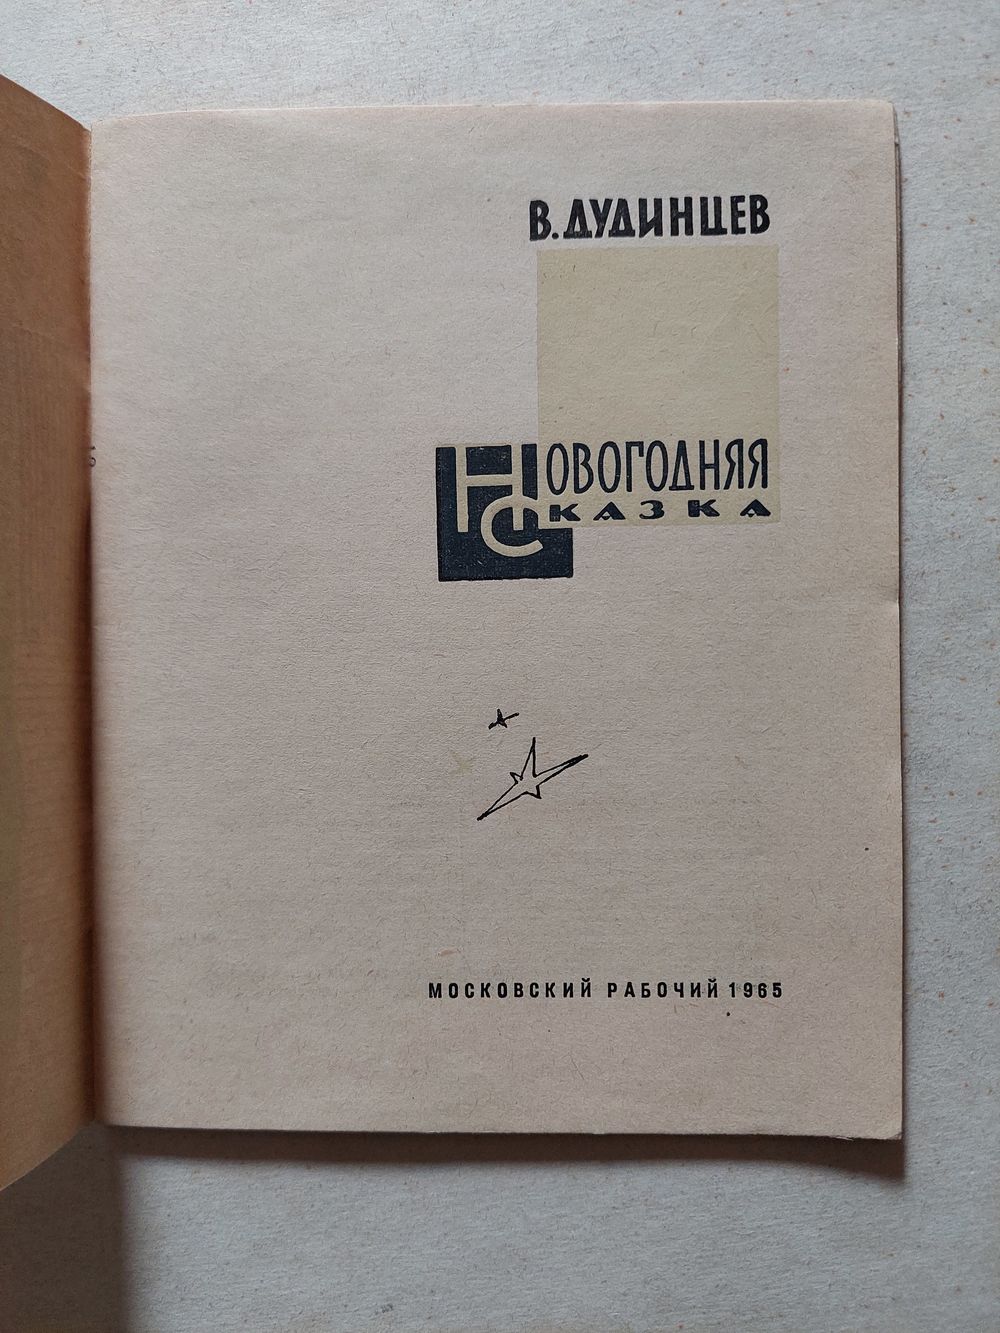 В. ДУДИНЦЕВ
НОВОГОДНЯЯ
СКАЗКА
МОСКОВСКИЙ РАБОЧИЙ 1965